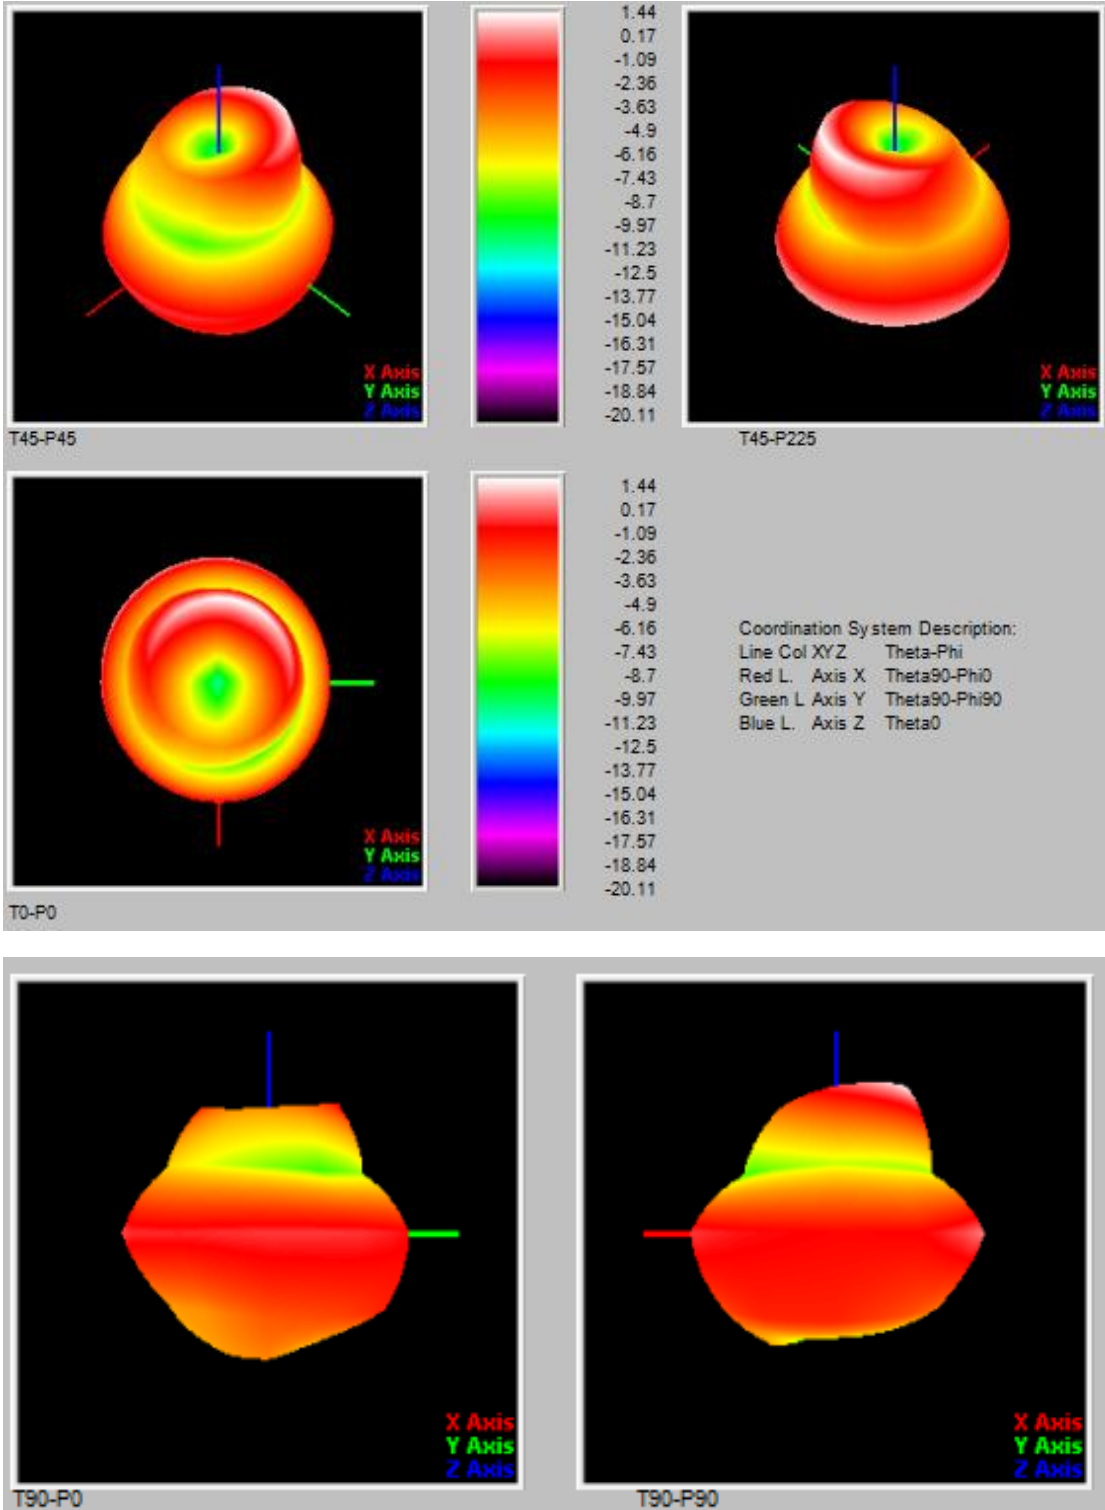 1.44
0.17
-1.09
-2.36
-3.63
-4.9
-6.16
-7.43
-8.7
-9.97
-11.23
-12.5
-13.77
-15.04
-16.31
-17.57
-18.84
-20.11
X Axis
Y Axis
Z Axis
X Axis
Y Axis
Z Axis
T45-P45
T45-P225
1.44
0.17
-1.09
-2.36
-3.63
-4.9
-6.16
-7.43
-8.7
-9.97
-11.23
-12.5
-13.77
-15.04
-16.31
-17.57
-18.84
-20.11
Coordination System Description:
Line Col XYZ Theta-Phi
Red L. Axis X Theta90-Phi0
Green L Axis Y Theta90-Phi90
Blue L. Axis Z Theta0
X Axis
Y Axis
Z Axis
T0-P0
X Axis
Y Axis
Z Axis
X Axis
Y Axis
Z Axis
T90-P0
T90-P90